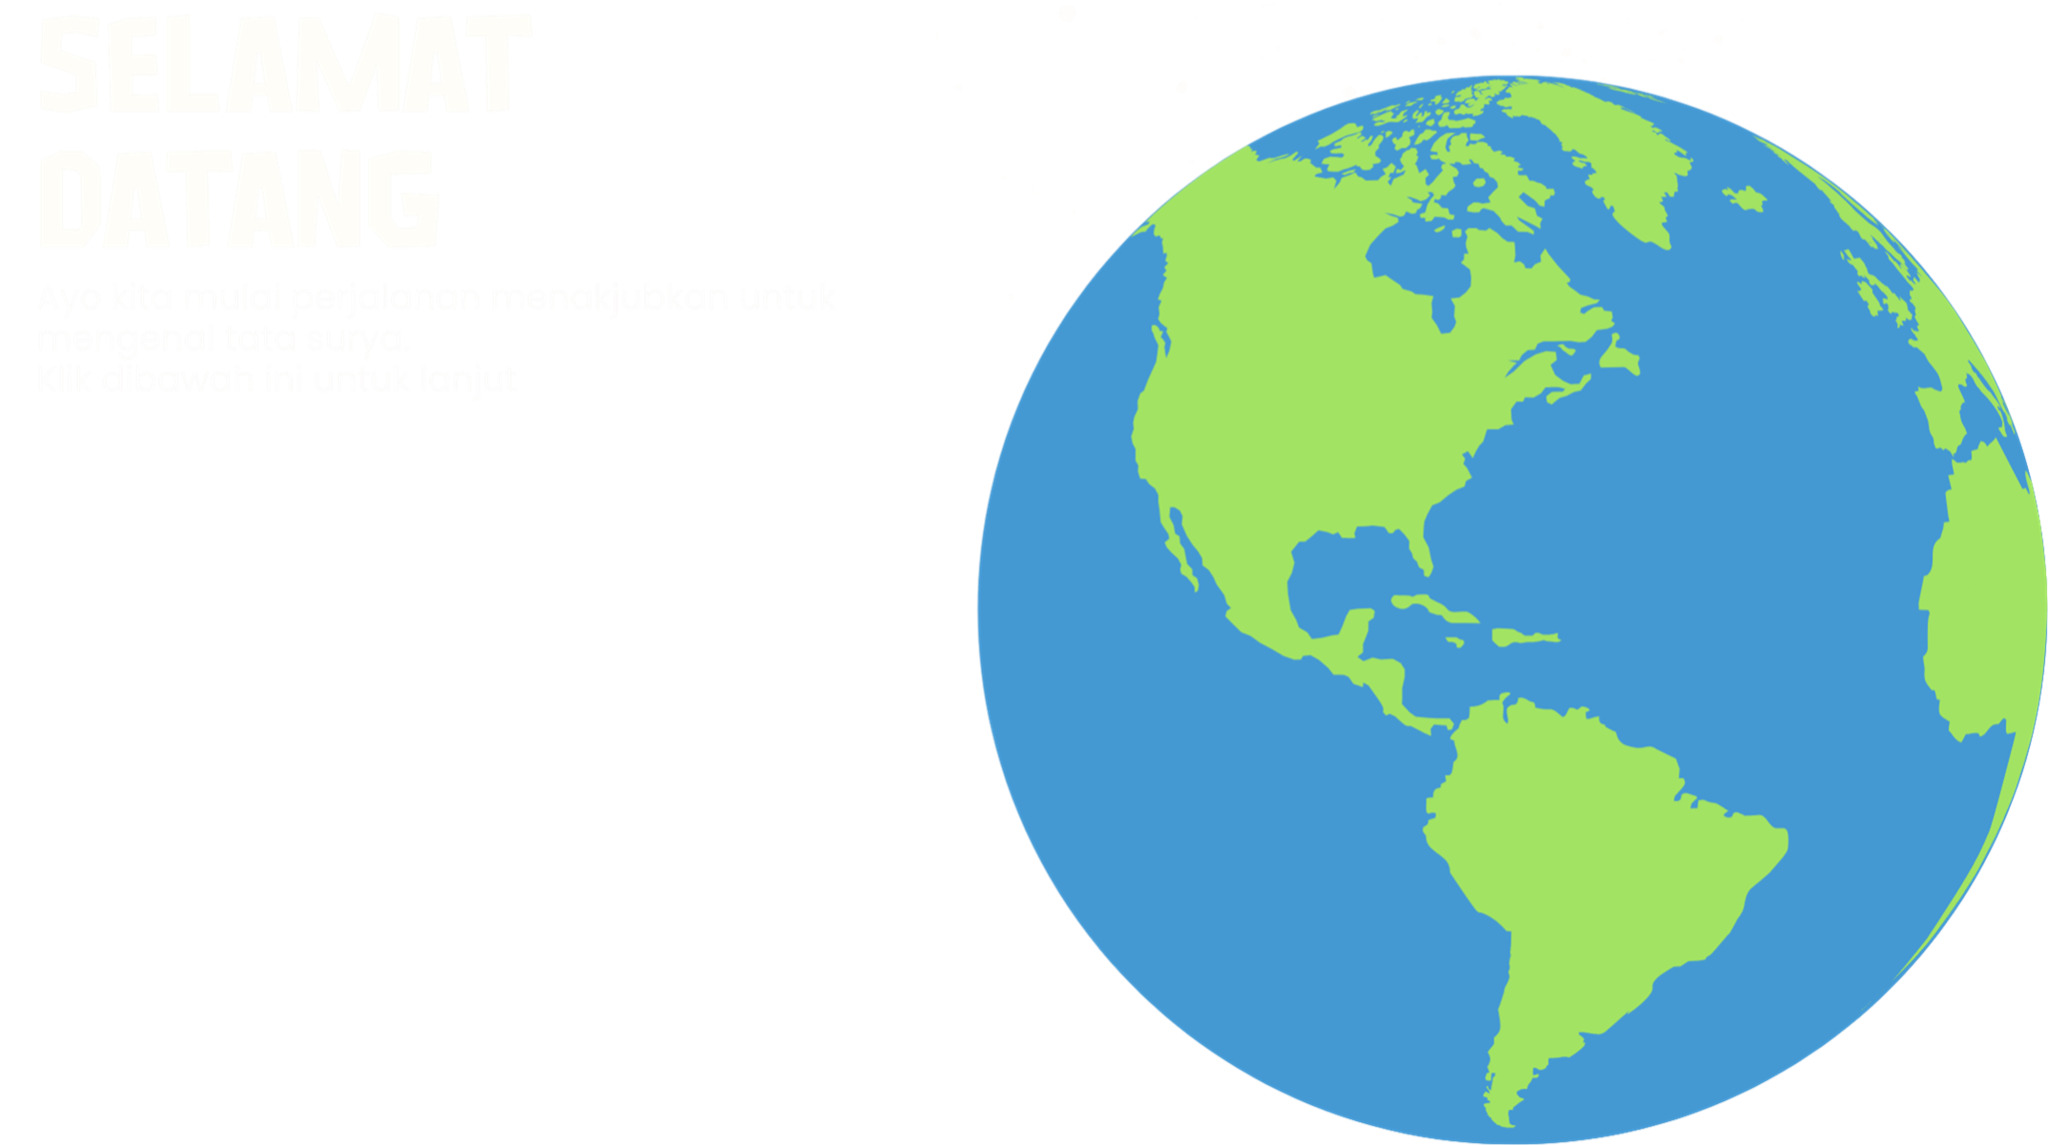 SELAMAT
DATANG
Ayo kita mulai perjalanan menakjubkan untuk
mengenal tata surya
Klik dibawah ini untuk lanjut